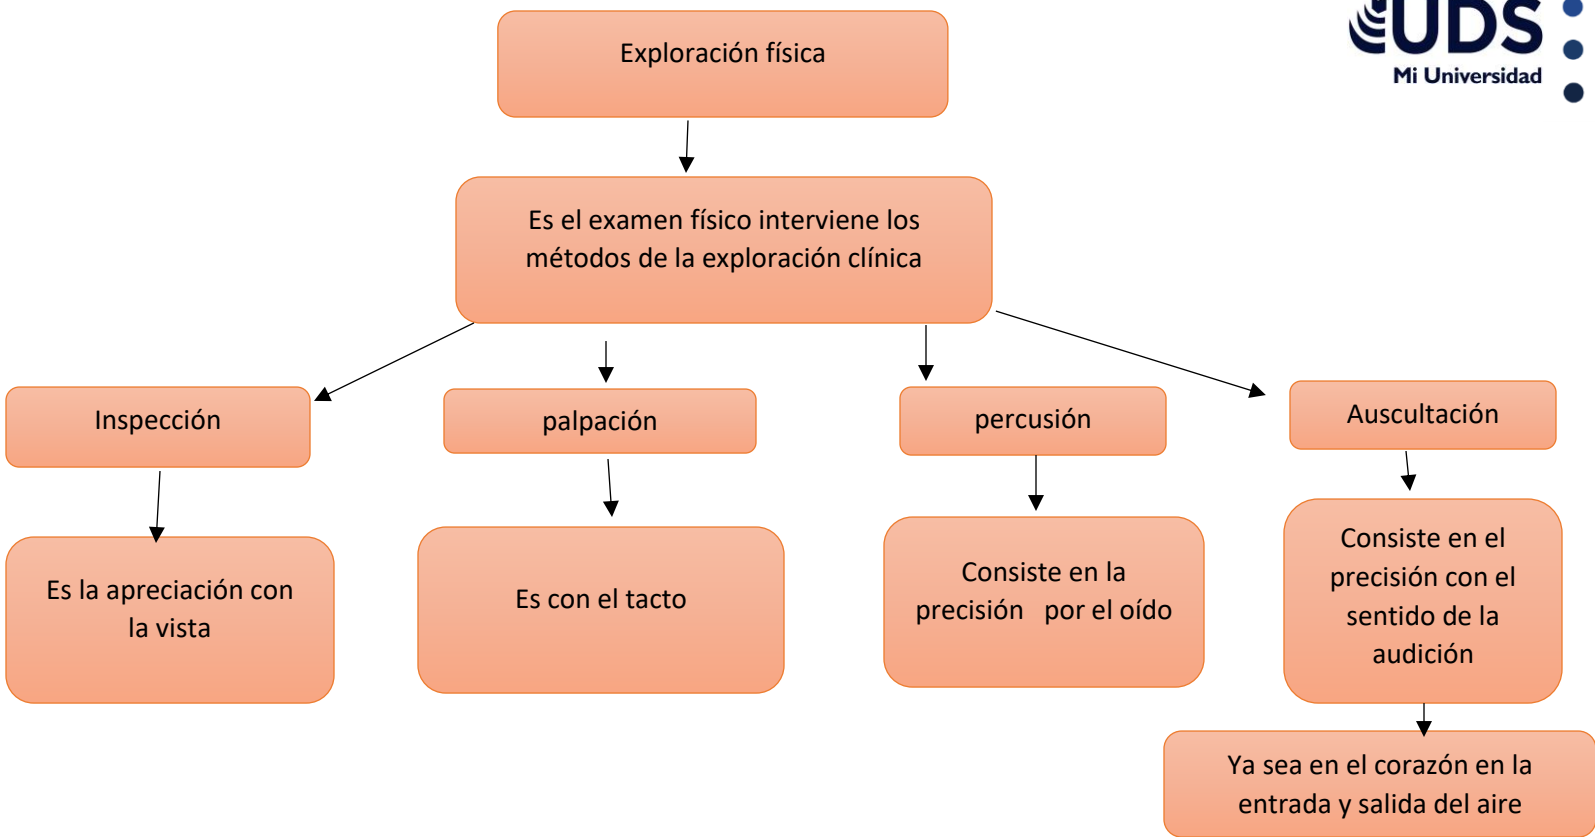 UDS
Mi Universidad
Exploración física
Es el examen físico interviene los
métodos de la exploración clínica
Inspección
palpación
percusión
Auscultación
Es la apreciación con
la vista
Es con el tacto
Consiste en la
precisión por el oído
Consiste en el
precisión con el
sentido de la
audición
Ya sea en el corazón en la
entrada y salida del aire